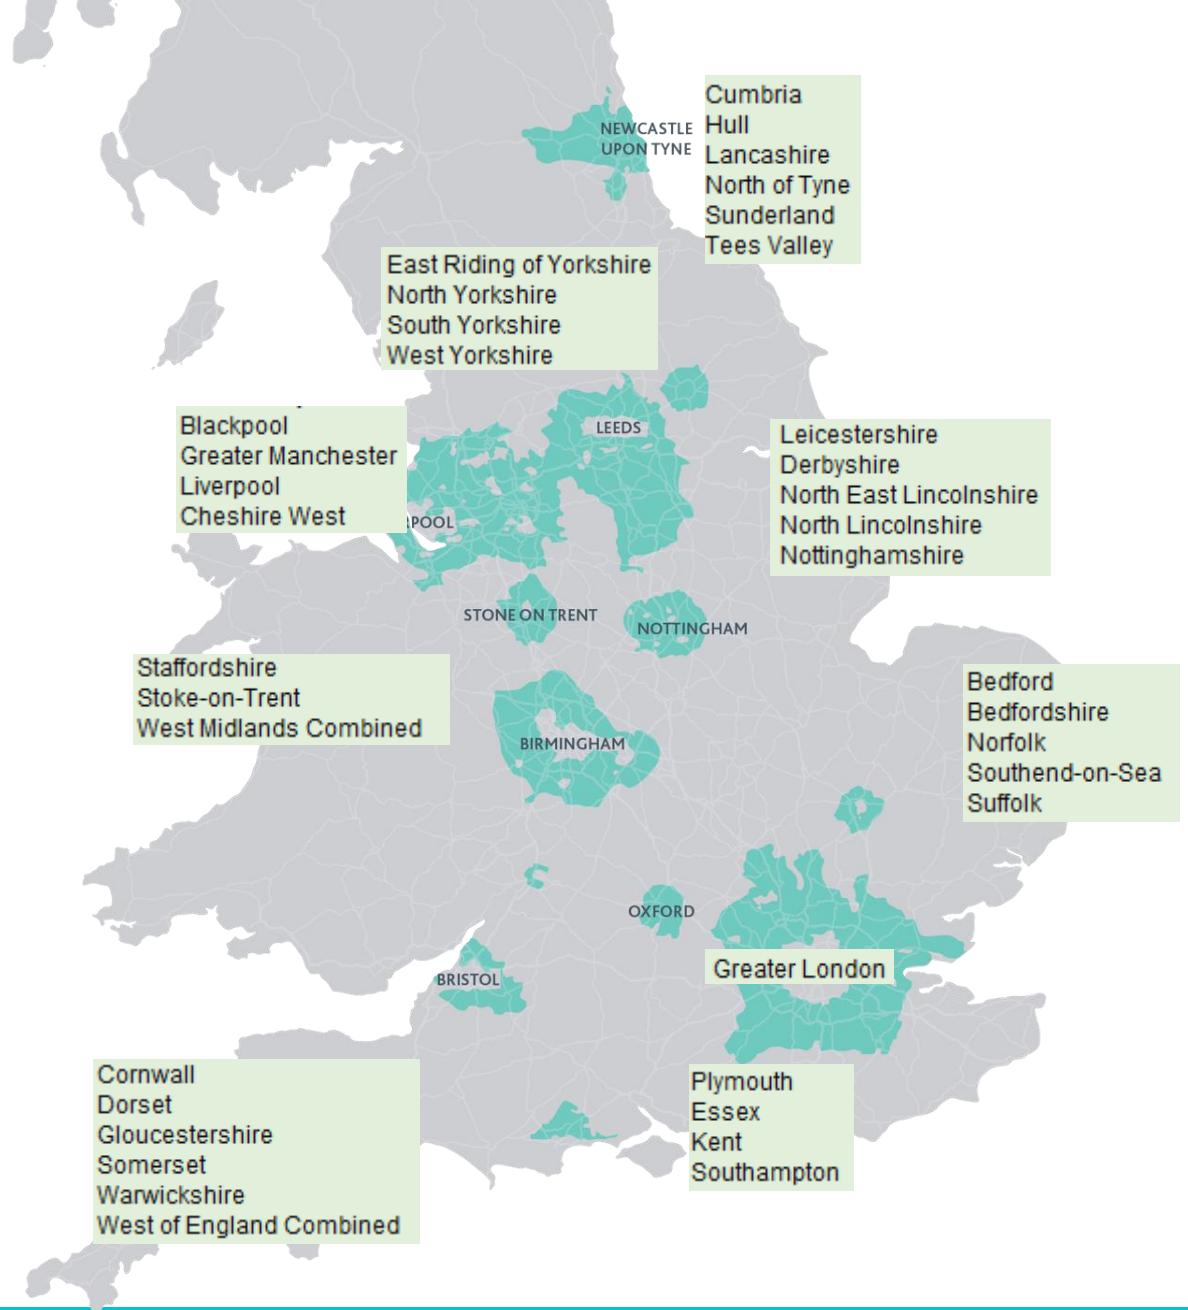 NEWCASTLE
UPON TYNE
Cumbria
Hull
Lancashire
North of Tyne
Sunderland
Tees Valley
East Riding of Yorkshire
North Yorkshire
South Yorkshire
West Yorkshire
Blackpool
Greater Manchester
Liverpool
Cheshire West
LEEDS
Leicestershire
Derbyshire
North East Lincolnshire
North Lincolnshire
Nottinghamshire
POOL
STONE ON TRENT
NOTTINGHAM
Staffordshire
Stoke-on-Trent
West Midlands Combined
BIRMINGHAM
Bedford
Bedfordshire
Norfolk
Southend-on-Sea
Suffolk
OXFORD
Greater London
BRISTOL
Cornwall
Dorset
Gloucestershire
Somerset
Warwickshire
West of England Combined
Plymouth
Essex
Kent
Southampton